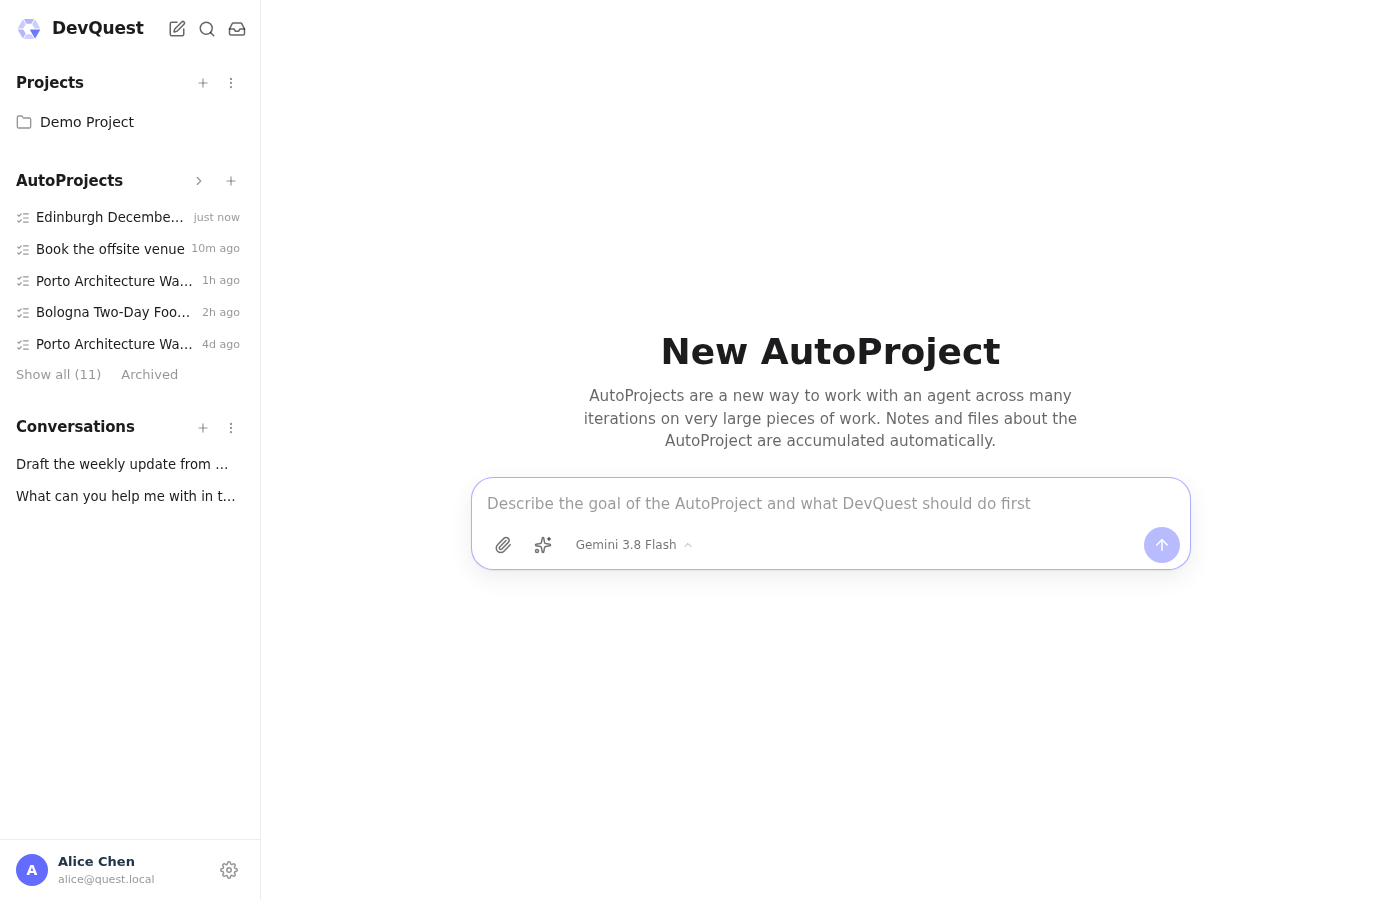 DevQuest
Projects
Demo Project
AutoProjects
Edinburgh Decembe... just now
Book the offsite venue 10m ago
Porto Architecture Wa... 1h ago
Bologna Two-Day Foo... 2h ago
Porto Architecture Wa... 4d ago
Show all (11) Archived
Conversations
Draft the weekly update from ...
What can you help me with in t...
Alice Chen
alice@quest.local
A
New AutoProject
AutoProjects are a new way to work with an agent across many
iterations on very large pieces of work. Notes and files about the
AutoProject are accumulated automatically.
Describe the goal of the AutoProject and what DevQuest should do first
Gemini 3.8 Flash